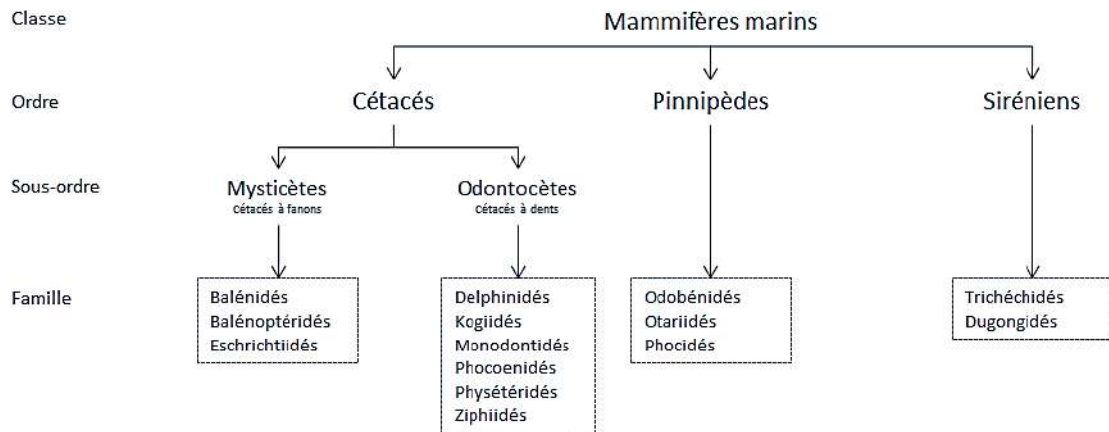 Classe
Mammifères marins
Ordre
Cétacés
Pinnipèdes
Siréniens
Sous-ordre
Mysticètes
Cétacés à fanons
Odontocètes
Cétacés à dents
Famille
Balénidés
Balénoptéridés
Eschrichtiidés
Delphinidés
Kogiidés
Monodontidés
Phocoenidés
Physétéridés
Ziphiidés
Odobénidés
Otariidés
Phocidés
Trichéchidés
Dugongidés